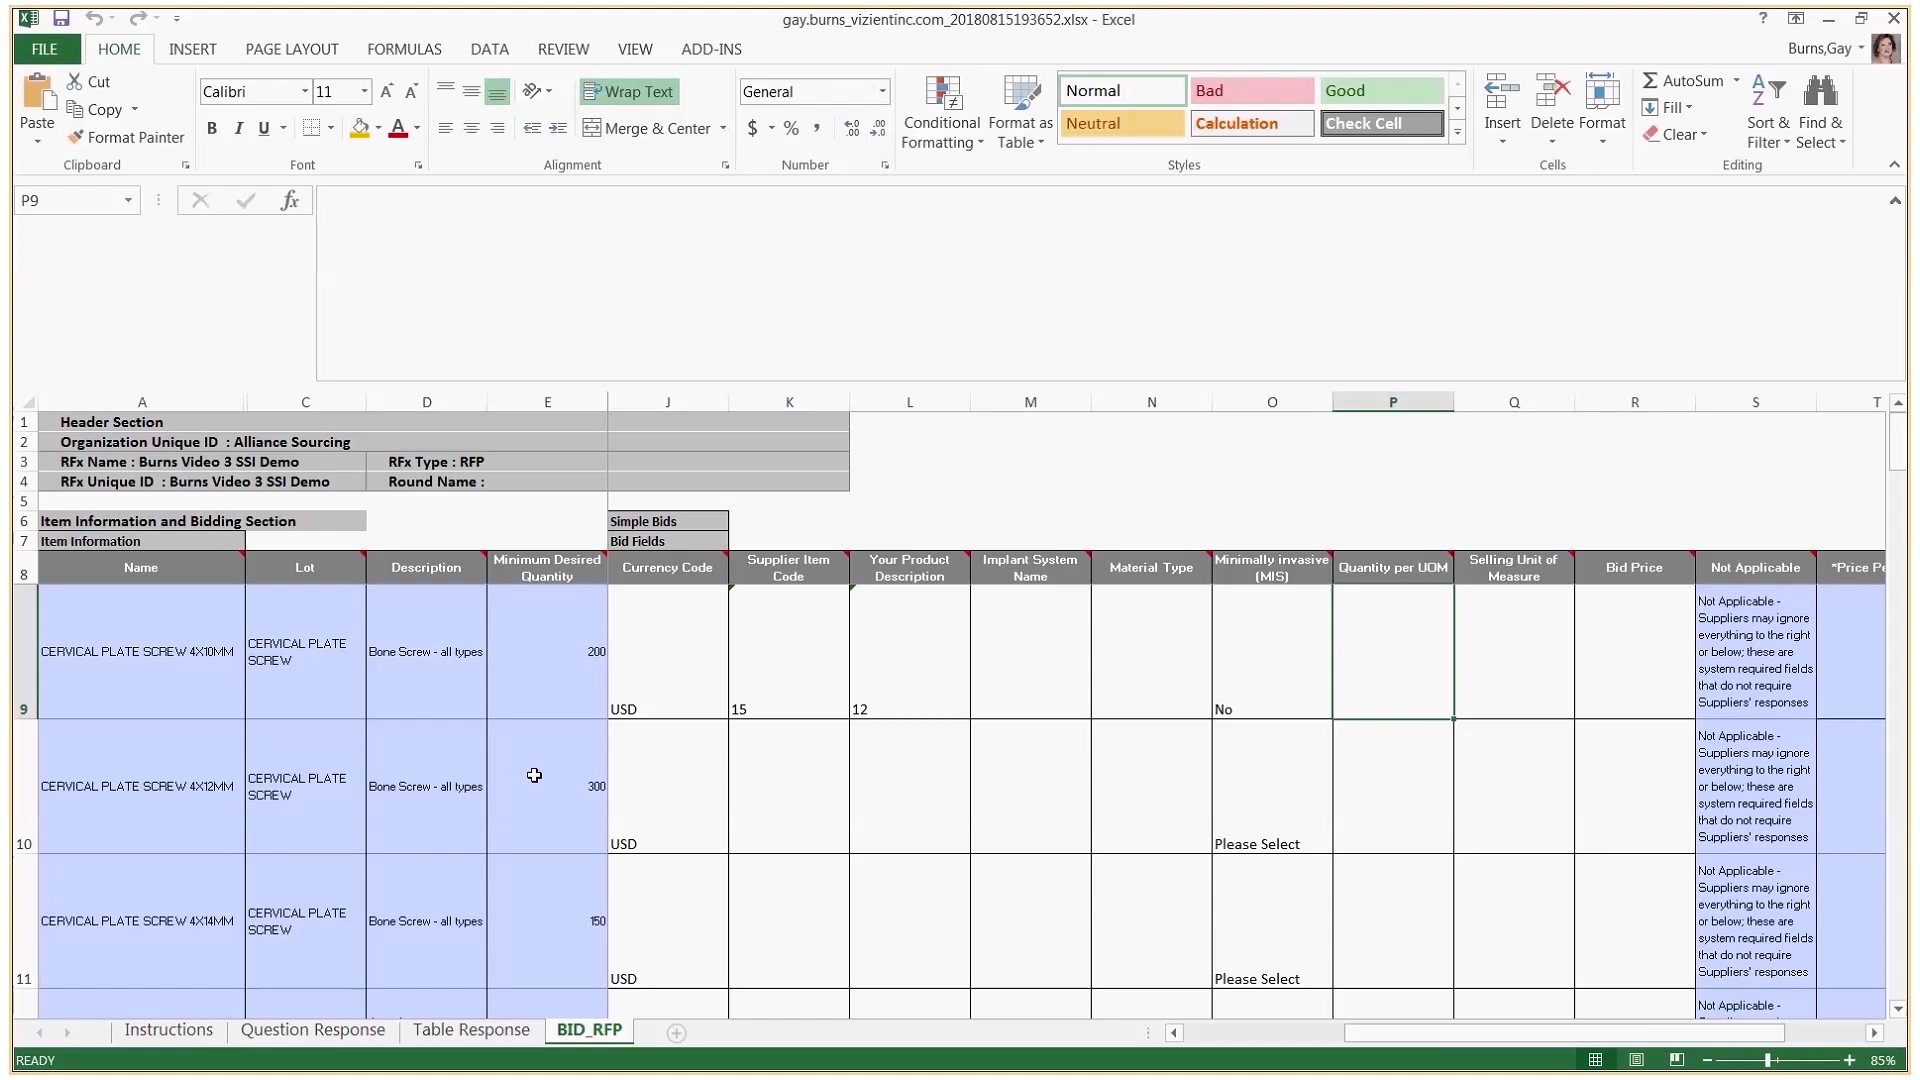 gay.burns_vizientinc.com_20180815193652.xlsx - Excel
?
FILE HOME INSERT PAGE LAYOUT FORMULAS DATA REVIEW VIEW ADD-INS
Burns,Gay
Paste
Cut
Copy
Format Painter
Clipboard
Calibri 11
B I U
Font
Wrap Text
Merge & Center
Alignment
General
$ % ,
Number
Conditional Formatting
Format as Table
Normal Bad Good
Neutral Calculation Check Cell
Styles
Insert Delete Format
Cells
AutoSum
Fill
Clear
Sort & Filter
Find & Select
Editing
P9
fx
A C D E J K L M N O P Q R S T
1 Header Section
2 Organization Unique ID : Alliance Sourcing
3 RFx Name : Burns Video 3 SSI Demo RFx Type : RFP
4 RFx Unique ID : Burns Video 3 SSI Demo Round Name :
5
6 Item Information and Bidding Section Simple Bids
7 Item Information Bid Fields
8 Name Lot Description Minimum Desired Quantity Currency Code Supplier Item Code Your Product Description Implant System Name Material Type Minimally invasive (MIS) Quantity per UOM Selling Unit of Measure Bid Price Not Applicable *Price Pe
9 CERVICAL PLATE SCREW 4X10MM CERVICAL PLATE SCREW Bone Screw - all types 200 USD 15 12 No
Not Applicable -
Suppliers may ignore
everything to the right
or below; these are
system required fields
that do not require
Suppliers' responses
10 CERVICAL PLATE SCREW 4X12MM CERVICAL PLATE SCREW Bone Screw - all types 300 USD Please Select
Not Applicable -
Suppliers may ignore
everything to the right
or below; these are
system required fields
that do not require
Suppliers' responses
11 CERVICAL PLATE SCREW 4X14MM CERVICAL PLATE SCREW Bone Screw - all types 150 USD Please Select
Not Applicable -
Suppliers may ignore
everything to the right
or below; these are
system required fields
that do not require
Suppliers' responses
Not Applicable -
Instructions Question Response Table Response BID_RFP
READY
85%